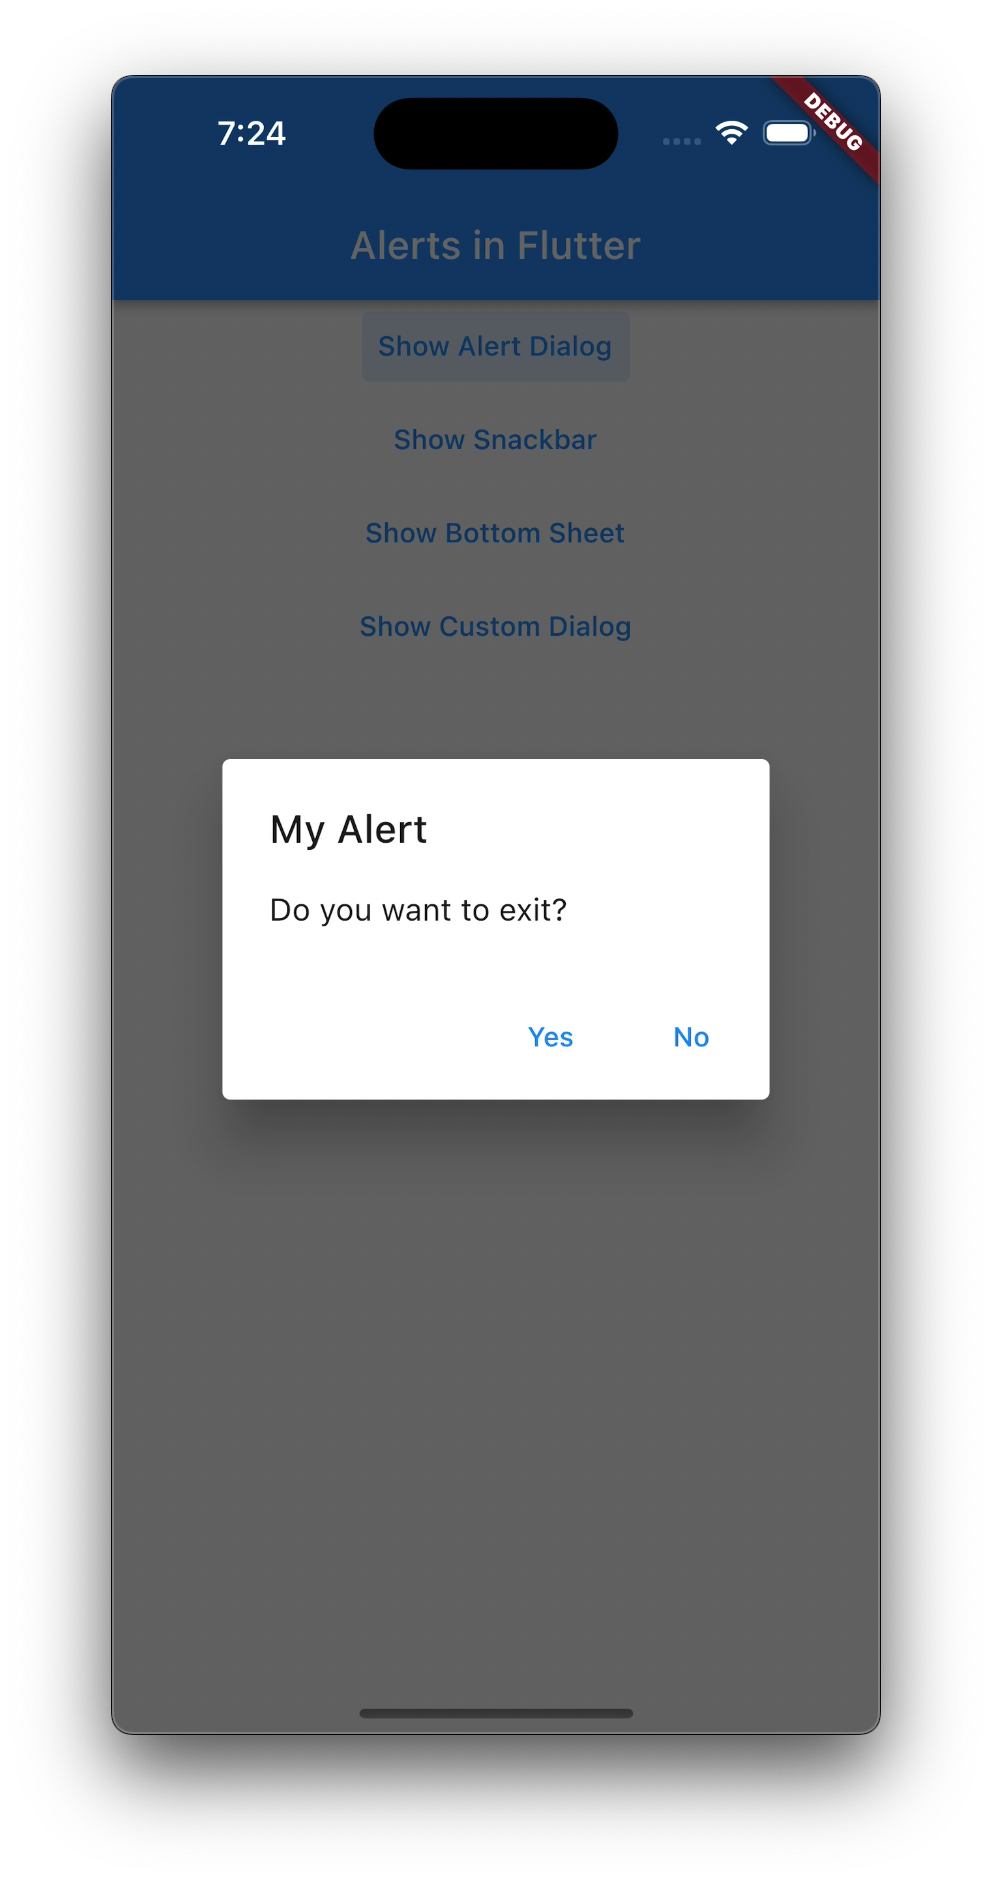 7:24
DEBUG
Alerts in Flutter
Show Alert Dialog
Show Snackbar
Show Bottom Sheet
Show Custom Dialog
My Alert
Do you want to exit?
Yes No